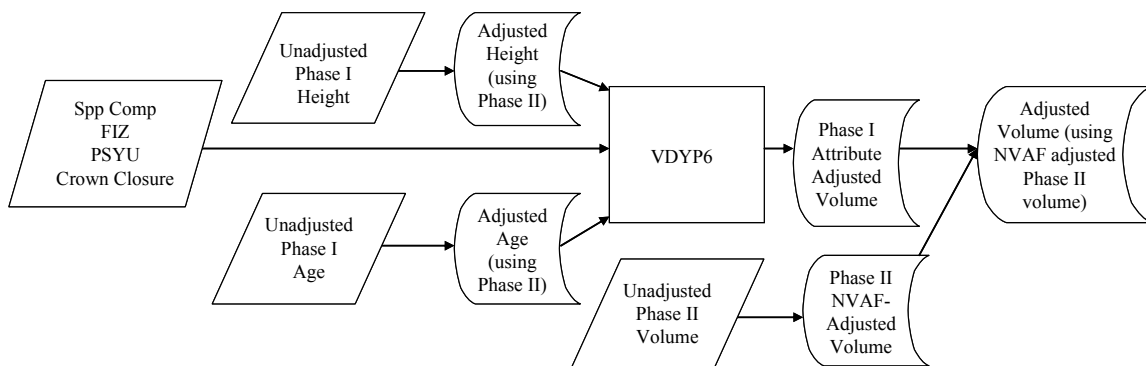 Unadjusted
Phase I
Height
Adjusted
Height
(using
Phase II)
Spp Comp
FIZ
PSYU
Crown Closure
VDYP6
Phase I
Attribute
Adjusted
Volume
Adjusted
Volume (using
NVAF adjusted
Phase II
volume)
Unadjusted
Phase I
Age
Adjusted
Age
(using
Phase II)
Unadjusted
Phase II
Volume
Phase II
NVAF-
Adjusted
Volume